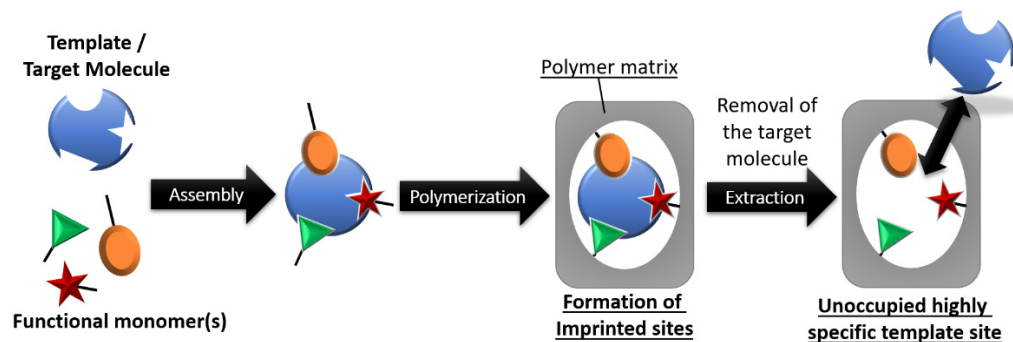 Template /
Target Molecule
Functional monomer(s)
Assembly
Polymerization
Polymer matrix
Formation of
Imprinted sites
Removal of
the target
molecule
Extraction
Unoccupied highly
specific template site